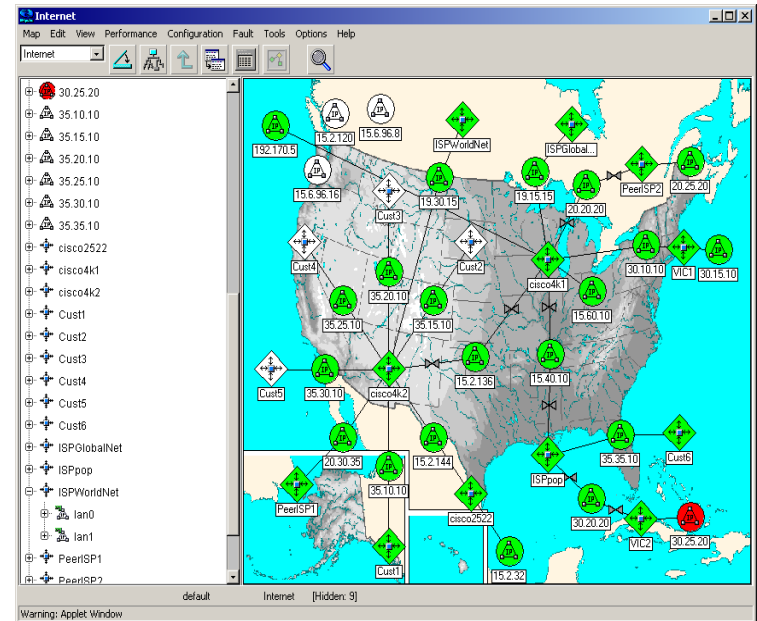 Internet
Map Edit View Performance Configuration Fault Tools Options Help
Internet
30.25.20
35.10.10
35.15.10
35.20.10
35.25.10
35.30.10
35.35.10
cisco2522
cisco4k1
cisco4k2
Cust1
Cust2
Cust3
Cust4
Cust5
Cust6
ISPGlobalNet
ISPpop
ISPWorldNet
lan0
lan1
PeerISP1
PeerISP2
192.170.5
15.2.120
15.6.96.8
ISPWorldNet
ISPGlobal...
15.6.96.16
Cust3
19.30.15
19.15.15
20.20.20
PeerISP2
20.25.20
Cust4
Cust2
cisco4k1
30.10.10
VIC1
30.15.10
35.25.10
35.20.10
35.15.10
15.60.10
Cust5
35.30.10
cisco4k2
15.2.136
15.40.10
20.30.35
15.2.144
ISPpop
35.35.10
Cust6
PeerISP1
35.10.10
cisco2522
30.20.20
VIC2
30.25.20
Cust1
15.2.32
default Internet [Hidden: 9]
Warning: Applet Window